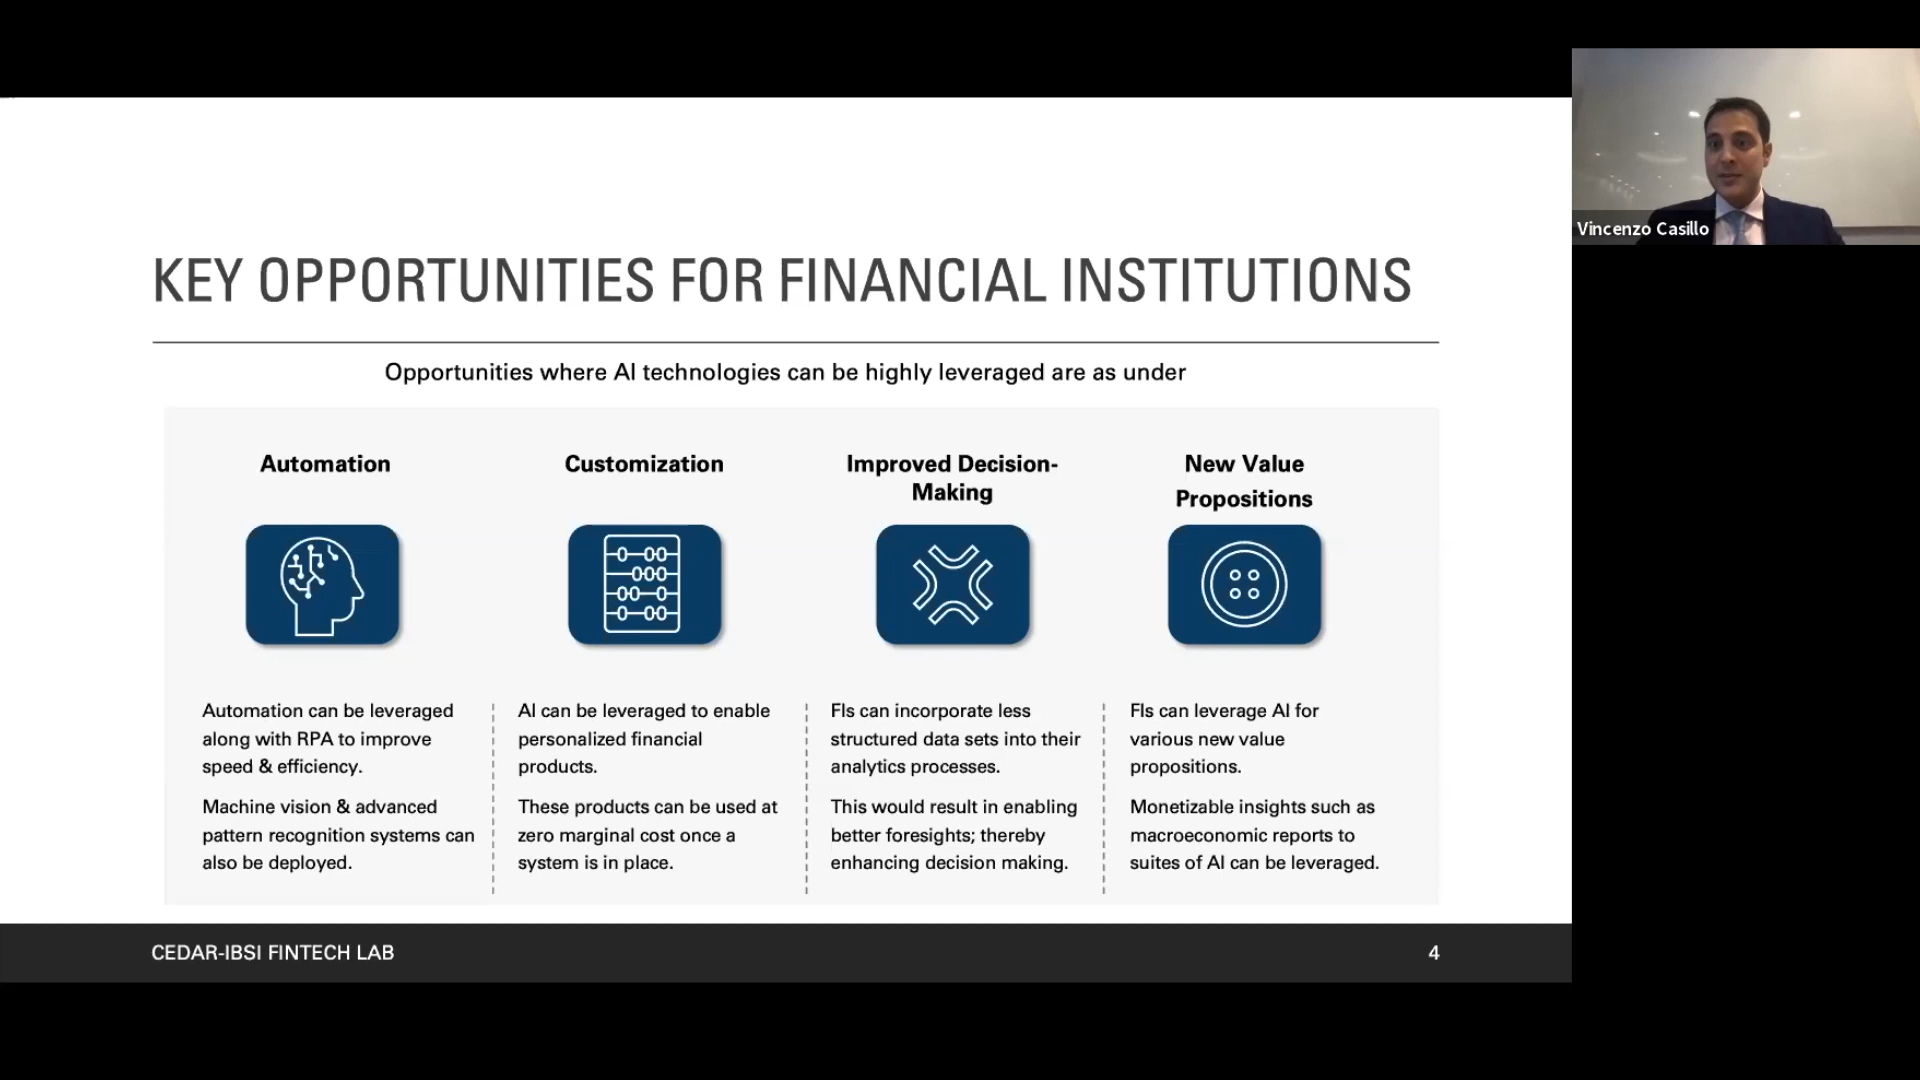 Vincenzo Casillo
KEY OPPORTUNITIES FOR FINANCIAL INSTITUTIONS
Opportunities where AI technologies can be highly leveraged are as under
Automation
Automation can be leveraged
along with RPA to improve
speed & efficiency.
Machine vision & advanced
pattern recognition systems can
also be deployed.
Customization
AI can be leveraged to enable
personalized financial
products.
These products can be used at
zero marginal cost once a
system is in place.
Improved Decision-
Making
FIs can incorporate less
structured data sets into their
analytics processes.
This would result in enabling
better foresights; thereby
enhancing decision making.
New Value
Propositions
FIs can leverage AI for
various new value
propositions.
Monetizable insights such as
macroeconomic reports to
suites of AI can be leveraged.
CEDAR-IBSI FINTECH LAB
4